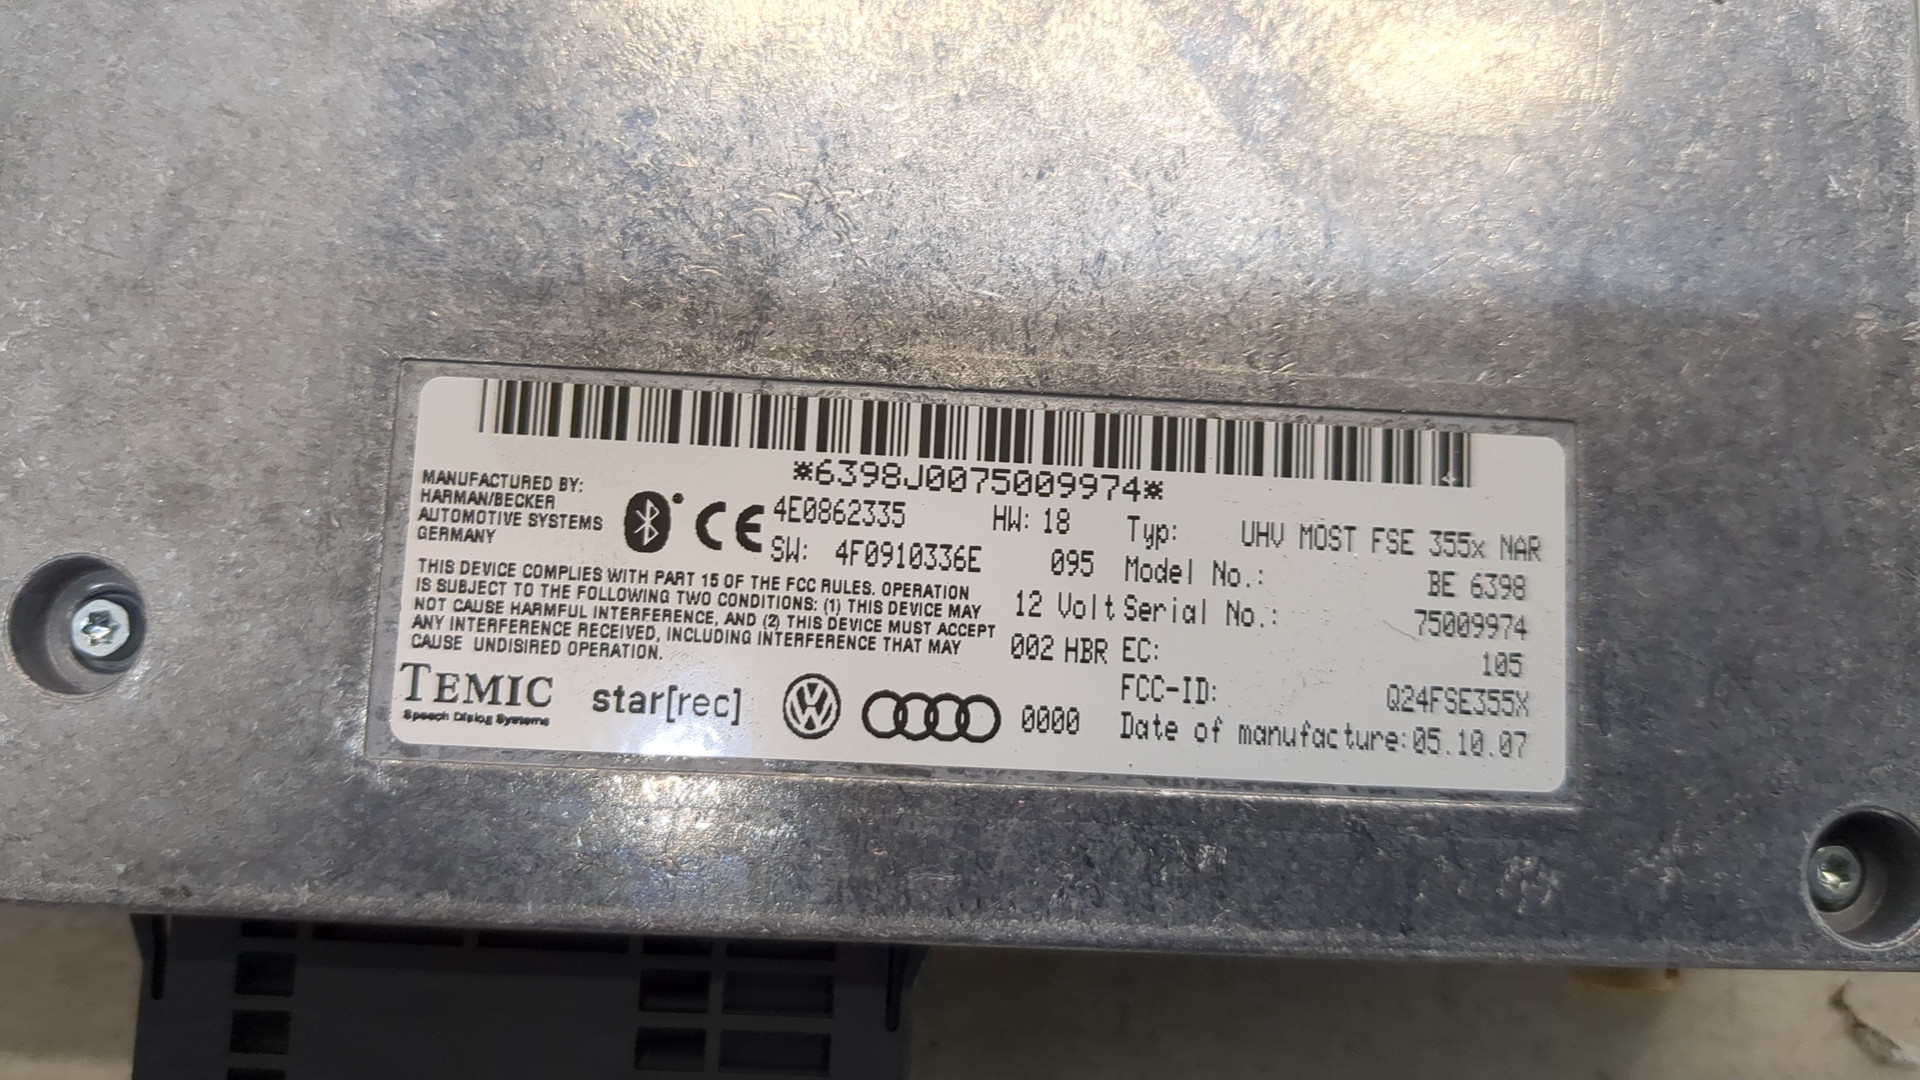 *6398J0075009974*
MANUFACTURED BY:
HARMAN/BECKER
AUTOMOTIVE SYSTEMS
GERMANY
CE
4E0862335 HW: 18
SW: 4F0910336E 095
Typ: UHV MOST FSE 355x NAR
Model No.: BE 6398
12 Volt Serial No.: 75009974
002 HBR EC: 105
FCC-ID: Q24FSE355X
0000 Date of manufacture: 05.10.07
THIS DEVICE COMPLIES WITH PART 15 OF THE FCC RULES. OPERATION
IS SUBJECT TO THE FOLLOWING TWO CONDITIONS: (1) THIS DEVICE MAY
NOT CAUSE HARMFUL INTERFERENCE, AND (2) THIS DEVICE MUST ACCEPT
ANY INTERFERENCE RECEIVED, INCLUDING INTERFERENCE THAT MAY
CAUSE UNDISIRED OPERATION.
TEMIC
Speech Dialog Systems
star[rec]